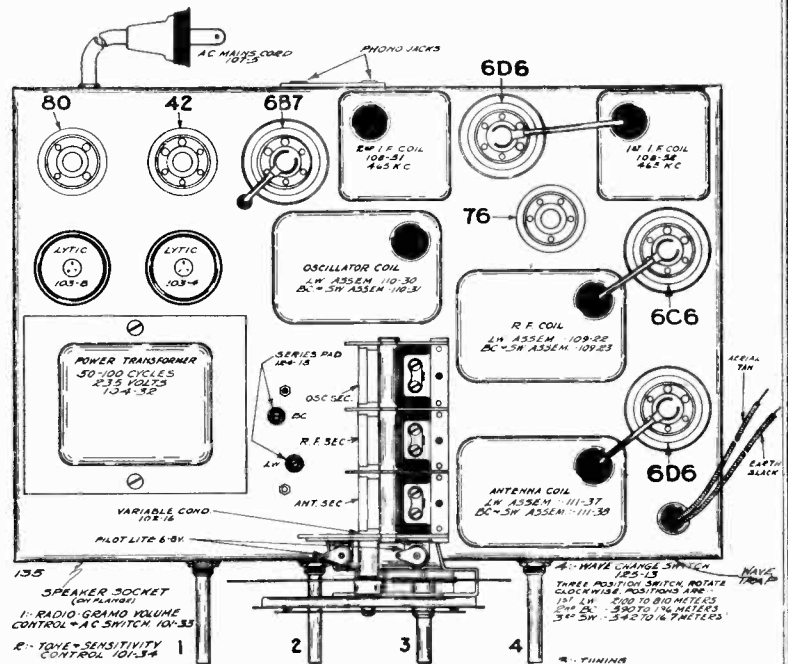 AC MAINS CORD
107-5
PHONO JACKS
80
42
6B7
6D6
2ND I.F COIL
108-31
465 KC
1ST I.F COIL
108-32
465 KC
76
6C6
LYTIC
103-8
LYTIC
103-4
OSCILLATOR COIL
LW ASSEM 110-30
BC & SW ASSEM 110-31
R.F. COIL
LW ASSEM 109-22
BC & SW ASSEM 109-23
POWER TRANSFORMER
50-100 CYCLES
235 VOLTS
104-32
SERIES PAD
124-13
BC
LW
OSC SEC.
R.F. SEC
ANT. SEC
AERIAL
TAN
EARTH
BLACK
6D6
ANTENNA COIL
LW ASSEM 111-37
BC & SW ASSEM 111-38
VARIABLE COND.
102-16
PILOT LITE 6-8V.
135
SPEAKER SOCKET
(ON FLANGE)
1:- RADIO-GRAMO VOLUME
CONTROL & AC SWITCH 101-33
2:- TONE & SENSITIVITY
CONTROL 101-34
1
2
3
4
4:- WAVE CHANGE SWITCH
125-13
THREE POSITION SWITCH, ROTATE
CLOCKWISE. POSITIONS ARE
1ST LW 2100 TO 810 METERS
2ND BC 590 TO 196 METERS
3RD SW 54.2 TO 16.7 METERS
WAVE
TRAP
3:- TUNING